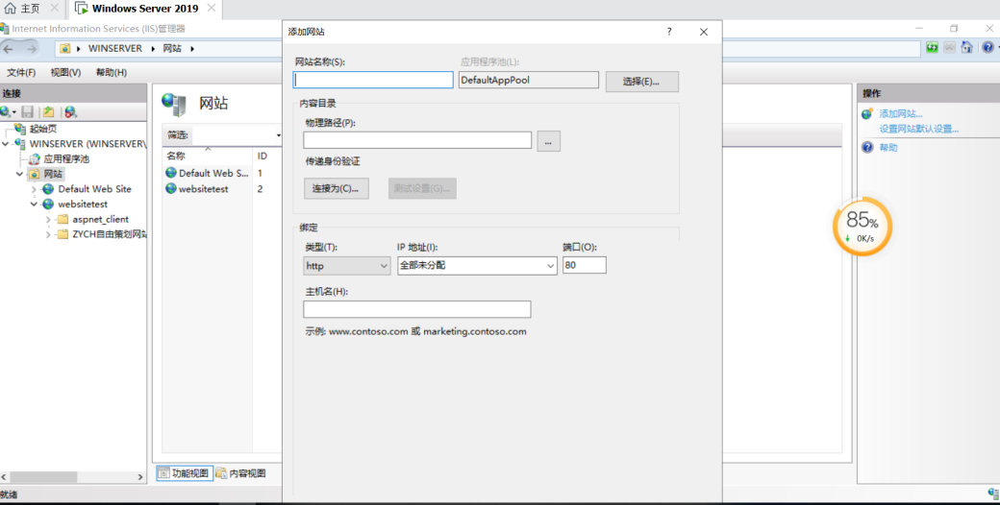 主页
Windows Server 2019
Internet Information Services (IIS)管理器
WINSERVER
网站
文件(F)
视图(V)
帮助(H)
连接
起始页
WINSERVER (WINSERVER\
应用程序池
网站
Default Web Site
websitetest
aspnet_client
ZYCH自由策划网站
网站
筛选:
名称
ID
Default Web S...
1
websitetest
2
功能视图
内容视图
就绪
添加网站
?
网站名称(S):
应用程序池(L):
DefaultAppPool
选择(E)...
内容目录
物理路径(P):
...
传递身份验证
连接为(C)...
测试设置(G)...
绑定
类型(T):
IP 地址(I):
端口(O):
http
全部未分配
80
主机名(H):
示例: www.contoso.com 或 marketing.contoso.com
操作
添加网站...
设置网站默认设置...
帮助
85%
0K/s